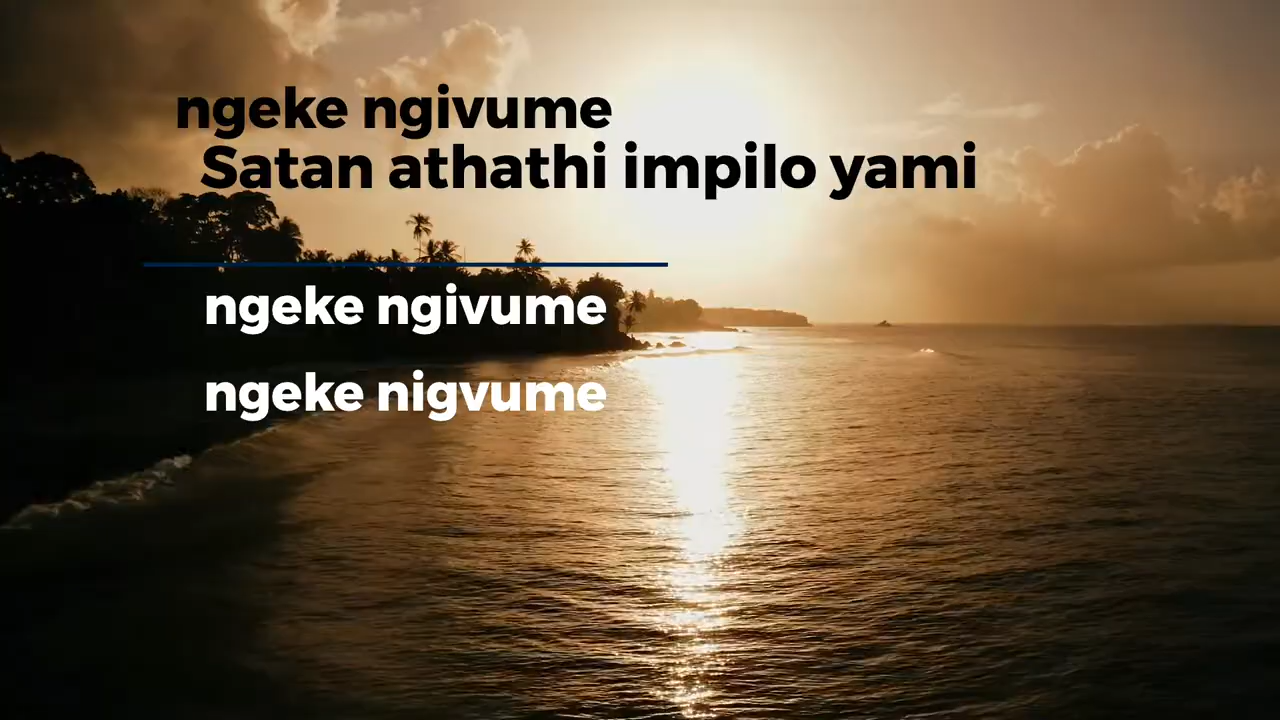 ngeke ngivume
Satan athathi impilo yami
ngeke ngivume
ngeke nigvume